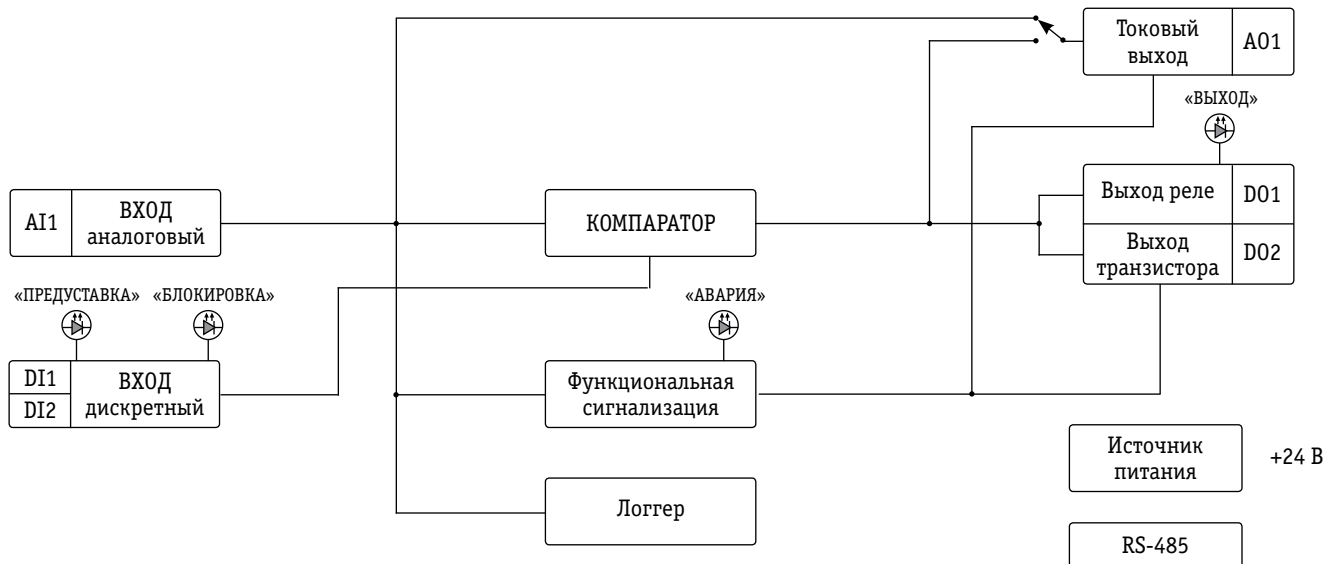 Токовый
выход
AO1
«ВЫХОД»
AI1
ВХОД
аналоговый
КОМПАРАТОР
Выход реле
DO1
Выход
транзистора
DO2
«ПРЕДУСТАВКА»
«БЛОКИРОВКА»
«АВАРИЯ»
DI1
DI2
ВХОД
дискретный
Функциональная
сигнализация
Источник
питания
+24 В
Логгер
RS-485